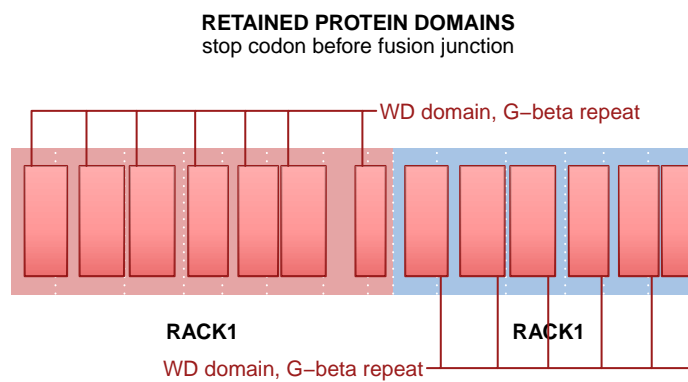 RETAINED PROTEIN DOMAINS
stop codon before fusion junction
WD domain, G−beta repeat
RACK1
RACK1
WD domain, G−beta repeat